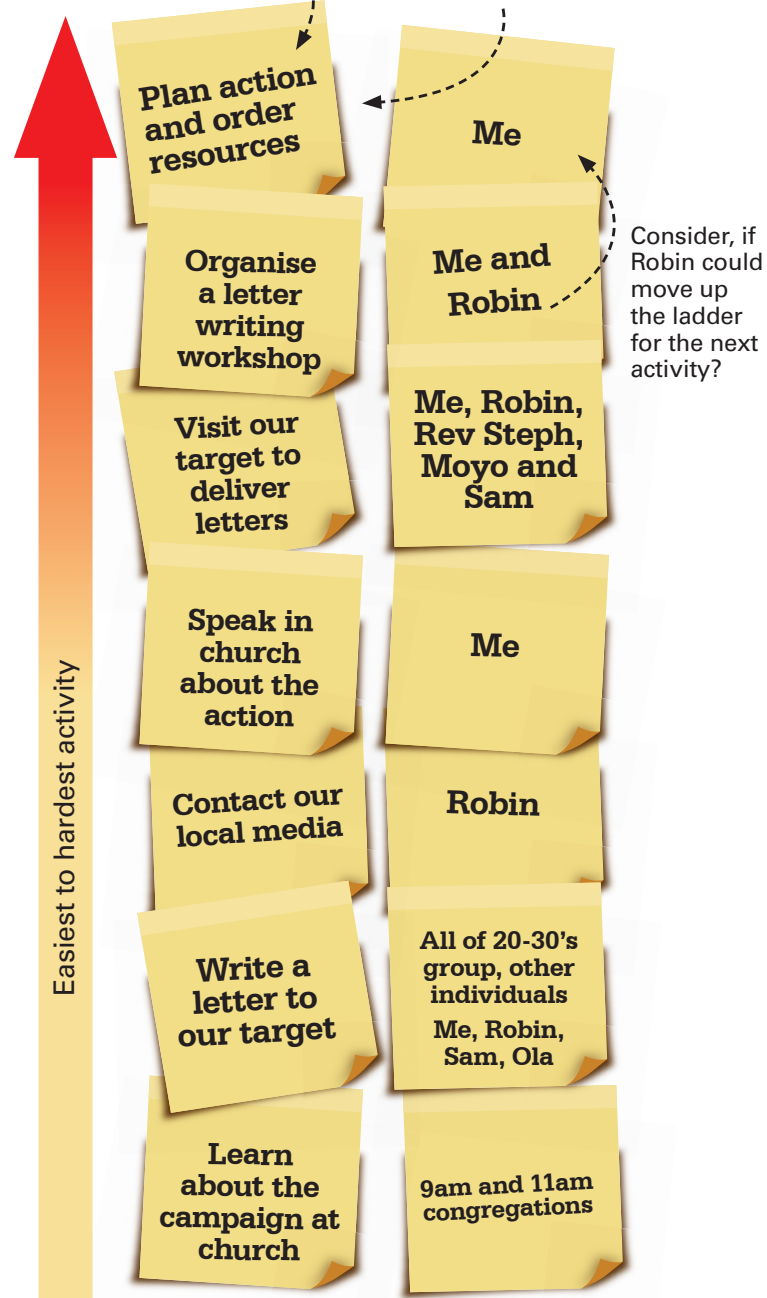 Plan action
and order
resources
Me
Organise
a letter
writing
workshop
Me and
Robin
Consider, if
Robin could
move up
the ladder
for the next
activity?
Visit our
target to
deliver
letters
Me, Robin,
Rev Steph,
Moyo and
Sam
Speak in
church
about the
action
Me
Contact our
local media
Robin
Write a
letter to
our target
All of 20-30's
group, other
individuals
Me, Robin,
Sam, Ola
Learn
about the
campaign at
church
9am and 11am
congregations
Easiest to hardest activity